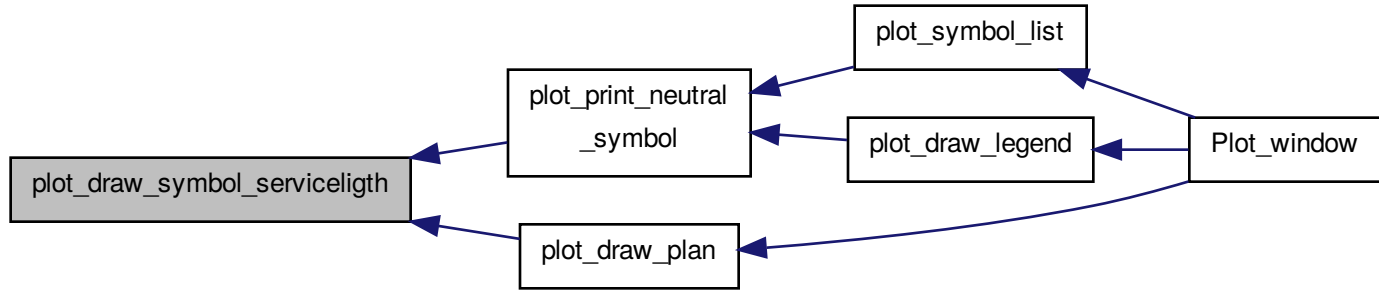 plot_symbol_list
plot_print_neutral
_symbol
plot_draw_legend
Plot_window
plot_draw_symbol_serviceligth
plot_draw_plan